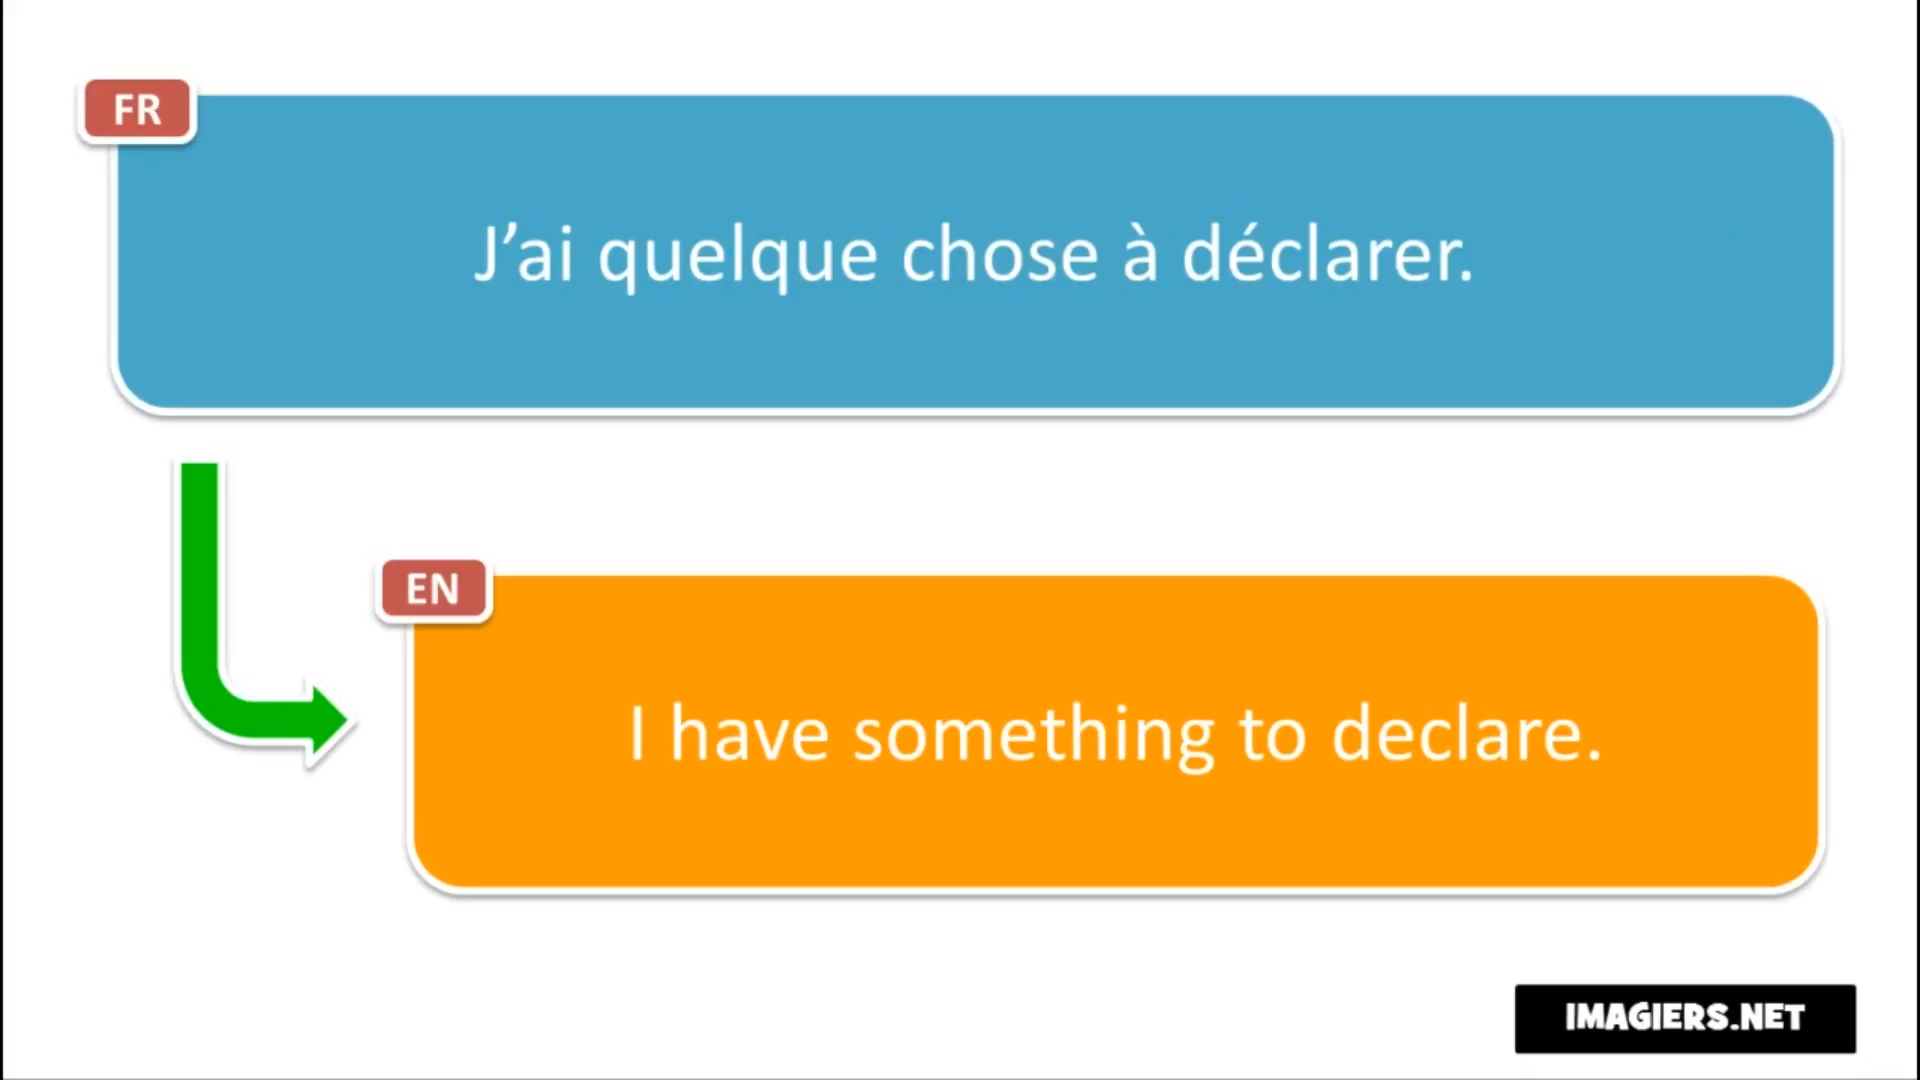 FR
J’ai quelque chose à déclarer.
EN
I have something to declare.
IMAGIERS.NET